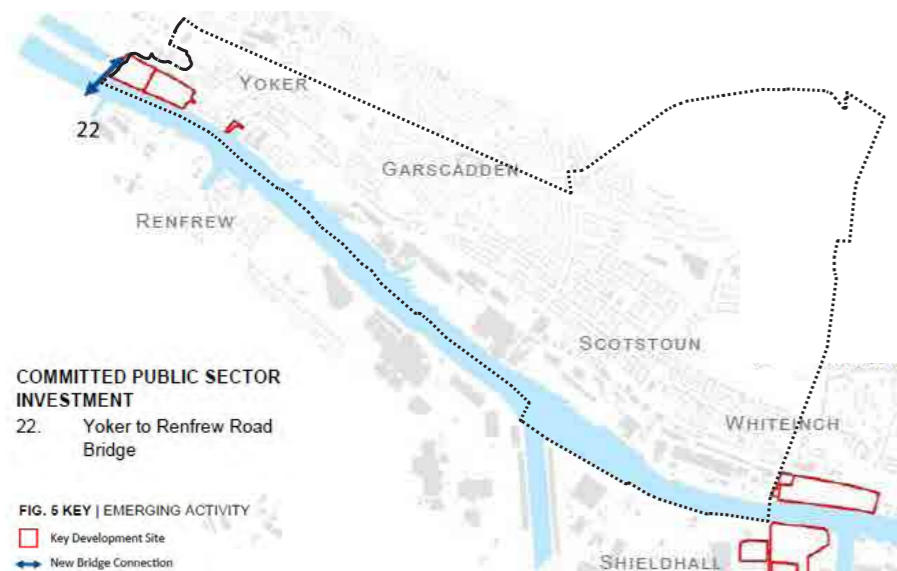 YOKER
22
GARSCADDEN
RENFREW
SCOTSTOUN
COMMITTED PUBLIC SECTOR
INVESTMENT
22. Yoker to Renfrew Road
Bridge
WHITEINCH
FIG. 5 KEY | EMERGING ACTIVITY
Key Development Site
New Bridge Connection
SHIELDHALL